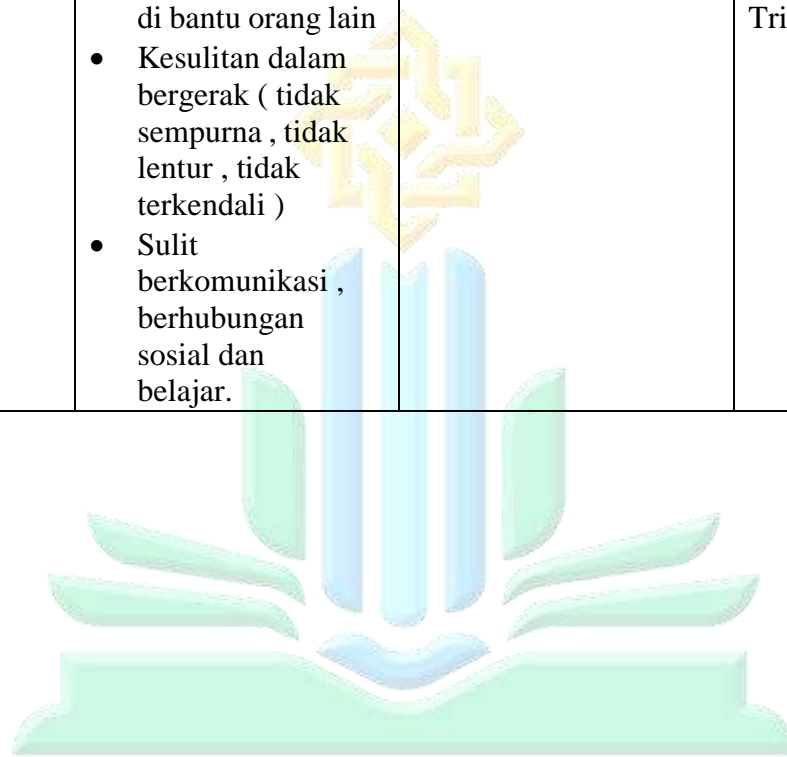 di bantu orang lain
Tri
• Kesulitan dalam
bergerak ( tidak
sempurna , tidak
lentur , tidak
terkendali )
• Sulit
berkomunikasi ,
berhubungan
sosial dan
belajar.